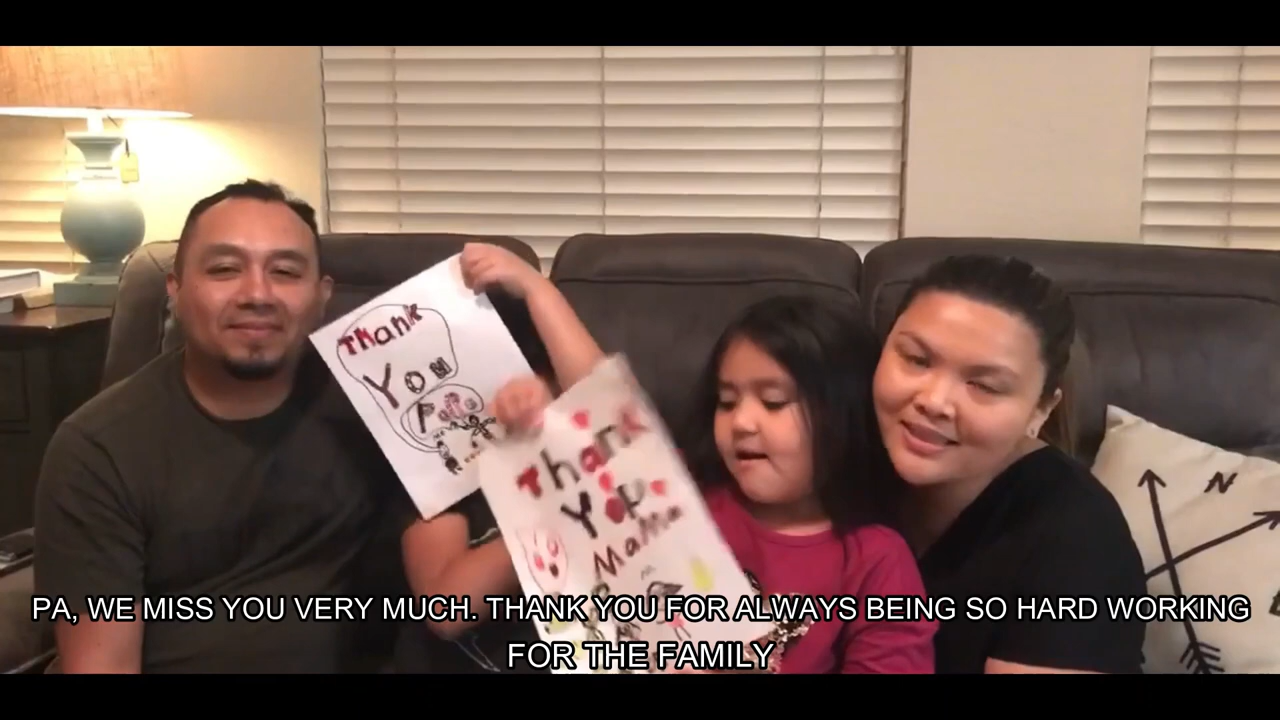 Thank
You
Papa
Thank
You
Mama
N
PA, WE MISS YOU VERY MUCH. THANK YOU FOR ALWAYS BEING SO HARD WORKING
FOR THE FAMILY